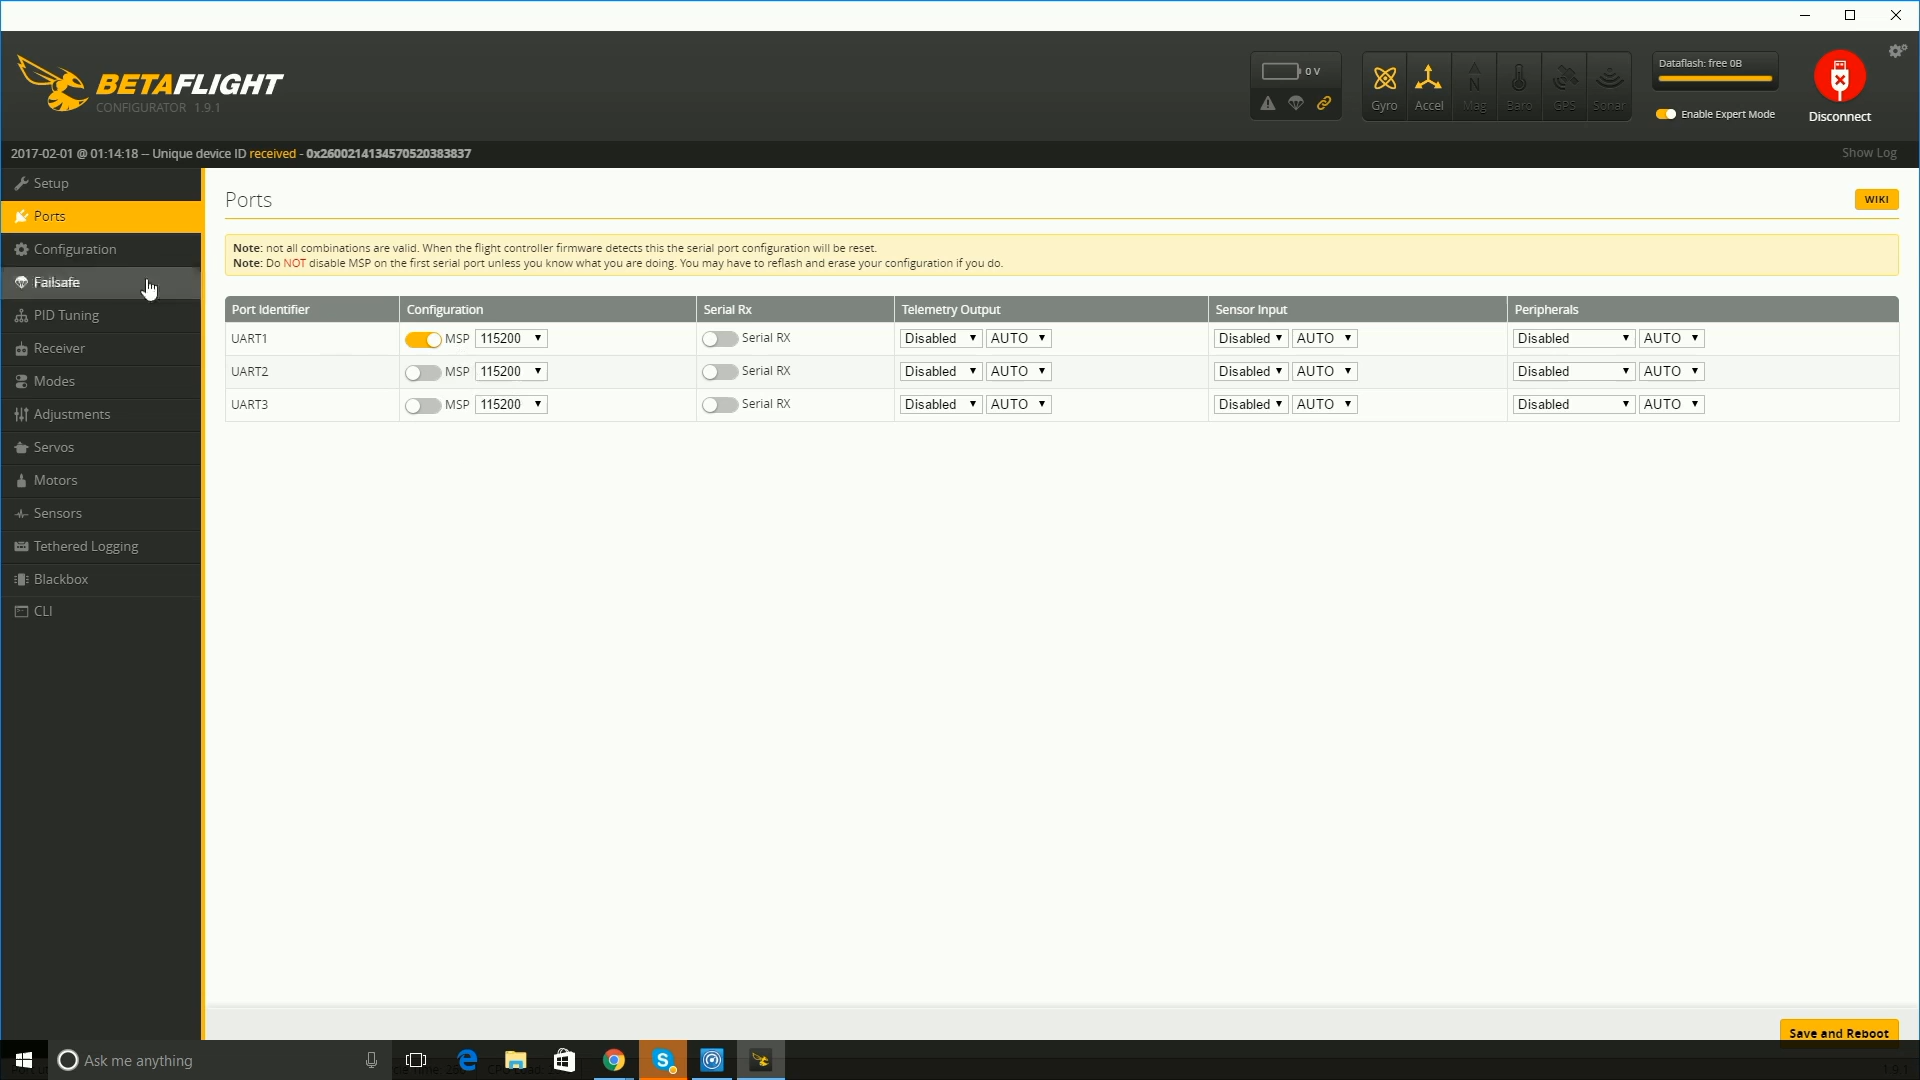 BETAFLIGHT
CONFIGURATOR 1.9.1
0 V
Gyro Accel Mag Baro GPS Sonar
Dataflash: free 0B
Enable Expert Mode
Disconnect
2017-02-01 @ 01:14:18 -- Unique device ID received - 0x2600214134570520383837
Show Log
Setup
Ports
Configuration
Failsafe
PID Tuning
Receiver
Modes
Adjustments
Servos
Motors
Sensors
Tethered Logging
Blackbox
CLI
Ports
WIKI
Note: not all combinations are valid. When the flight controller firmware detects this the serial port configuration will be reset.
Note: Do NOT disable MSP on the first serial port unless you know what you are doing. You may have to reflash and erase your configuration if you do.
Port Identifier Configuration Serial Rx Telemetry Output Sensor Input Peripherals
UART1 MSP 115200 Serial RX Disabled AUTO Disabled AUTO Disabled AUTO
UART2 MSP 115200 Serial RX Disabled AUTO Disabled AUTO Disabled AUTO
UART3 MSP 115200 Serial RX Disabled AUTO Disabled AUTO Disabled AUTO
Save and Reboot
Ask me anything